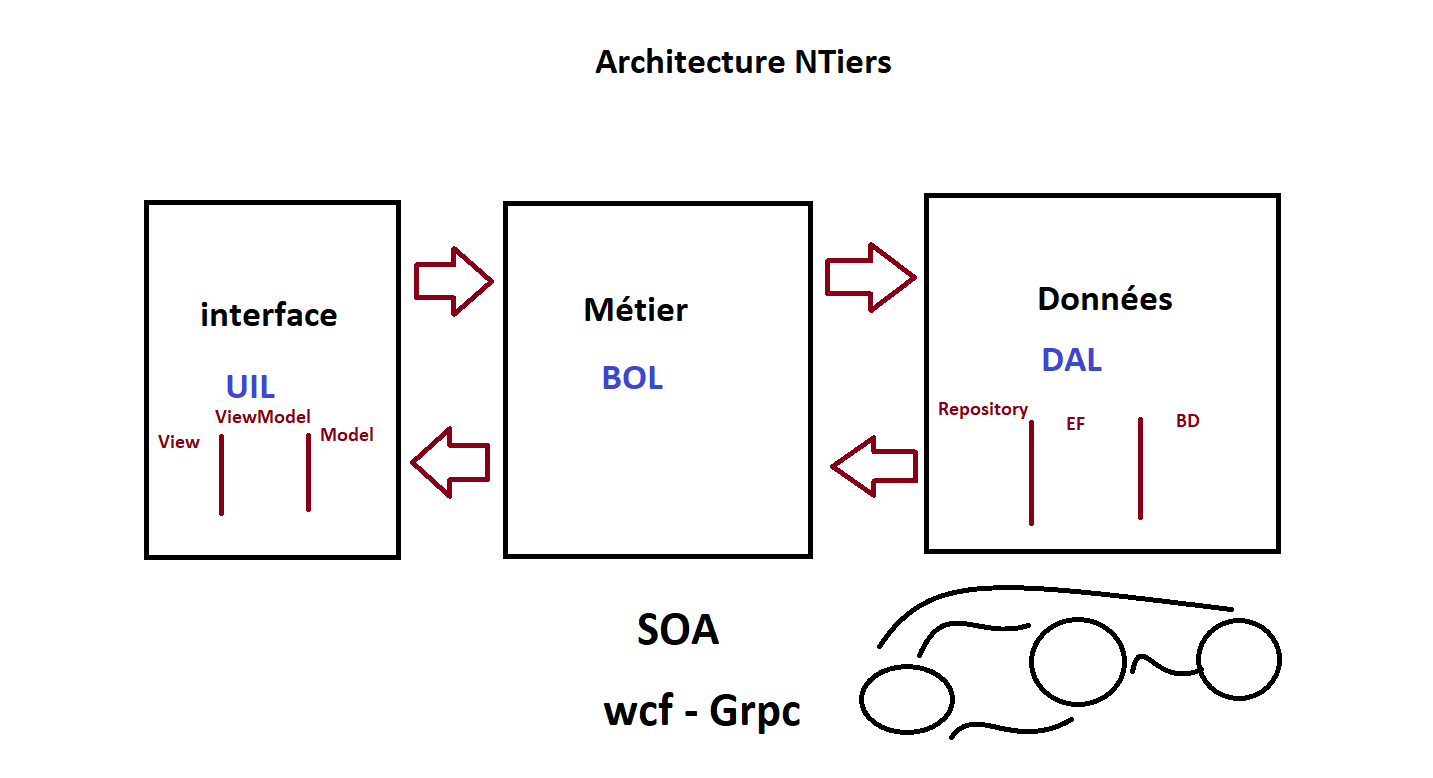 Architecture NTiers
interface
UIL
View
ViewModel
Model
Métier
BOL
Données
DAL
Repository
EF
BD
SOA
wcf - Grpc